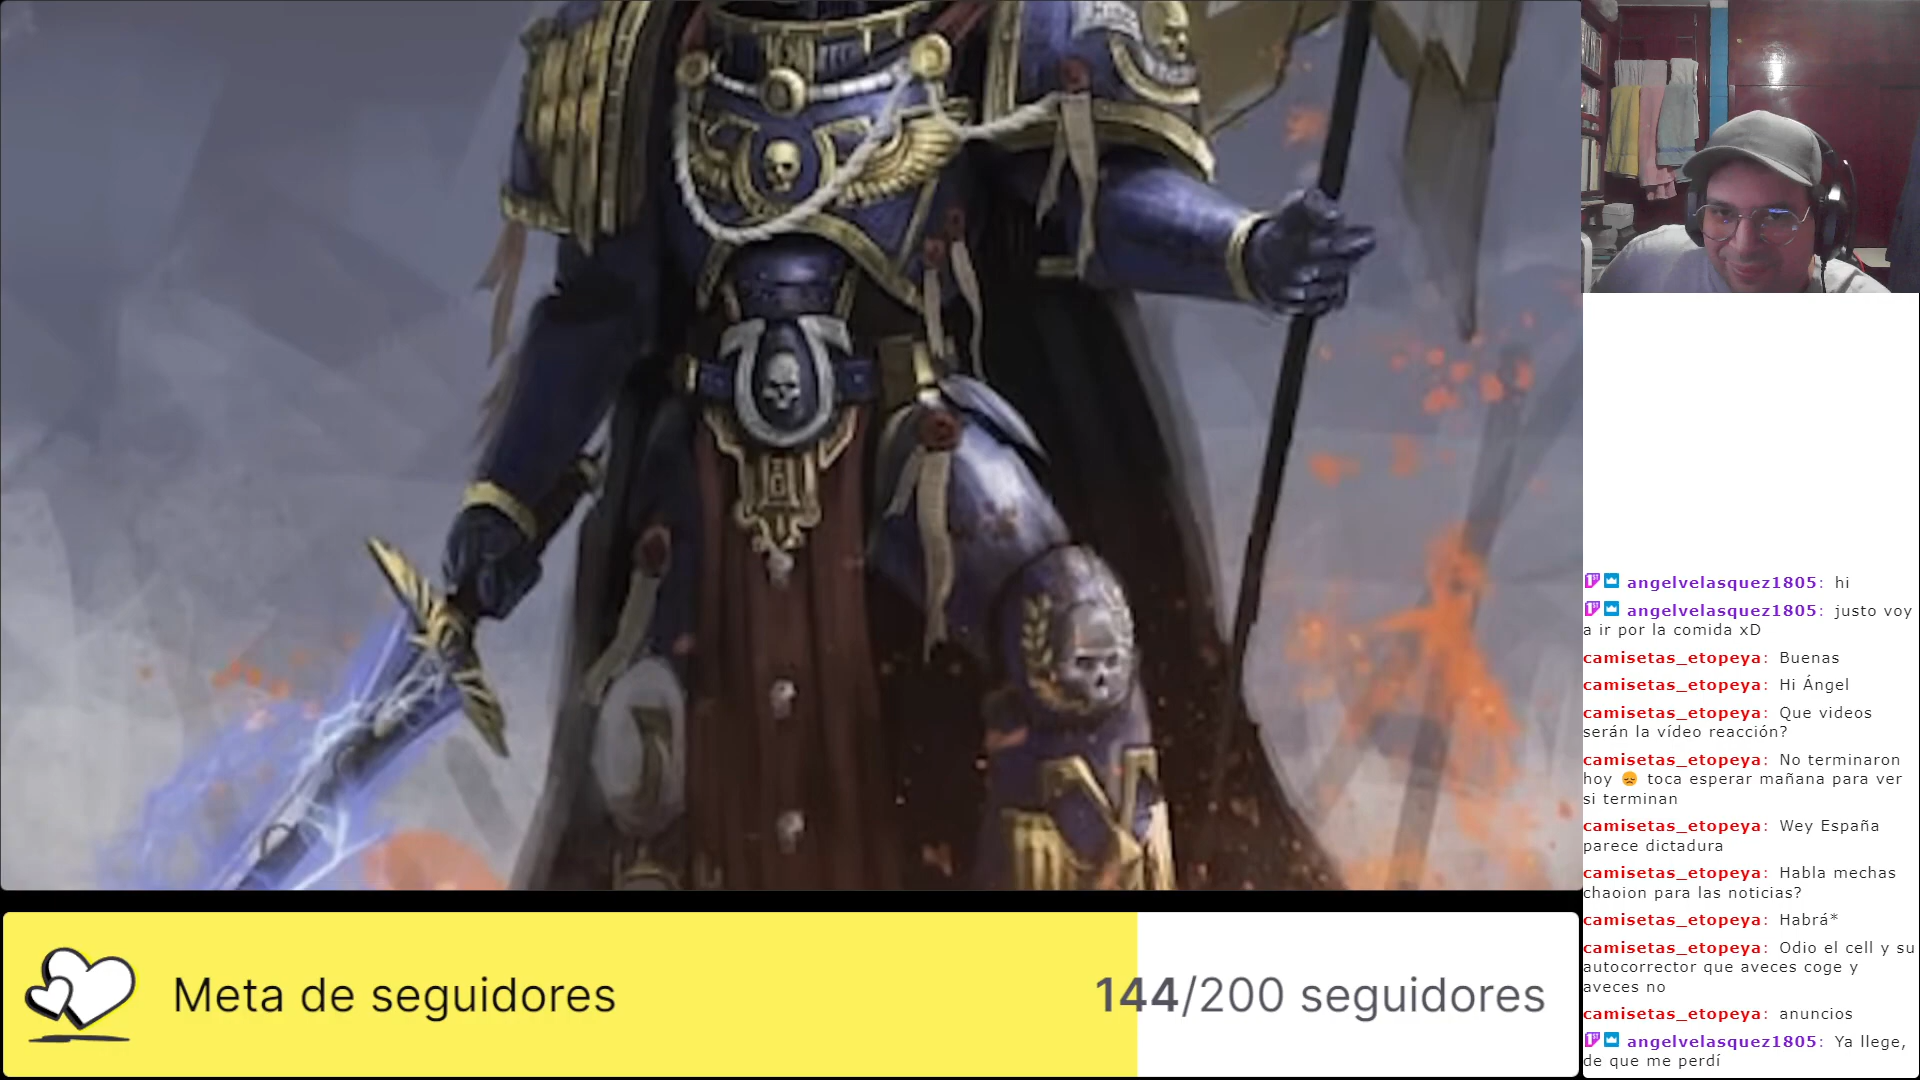 angelvelasquez1805: hi
angelvelasquez1805: justo voy
a ir por la comida xD
camisetas_etopeya: Buenas
camisetas_etopeya: Hi Ángel
camisetas_etopeya: Que videos
serán la vídeo reacción?
camisetas_etopeya: No terminaron
hoy 😞 toca esperar mañana para ver
si terminan
camisetas_etopeya: Wey España
parece dictadura
camisetas_etopeya: Habla mechas
chaoion para las noticias?
camisetas_etopeya: Habrá*
camisetas_etopeya: Odio el cell y su
autocorrector que aveces coge y
aveces no
camisetas_etopeya: anuncios
angelvelasquez1805: Ya llege,
de que me perdí
Meta de seguidores
144/200 seguidores